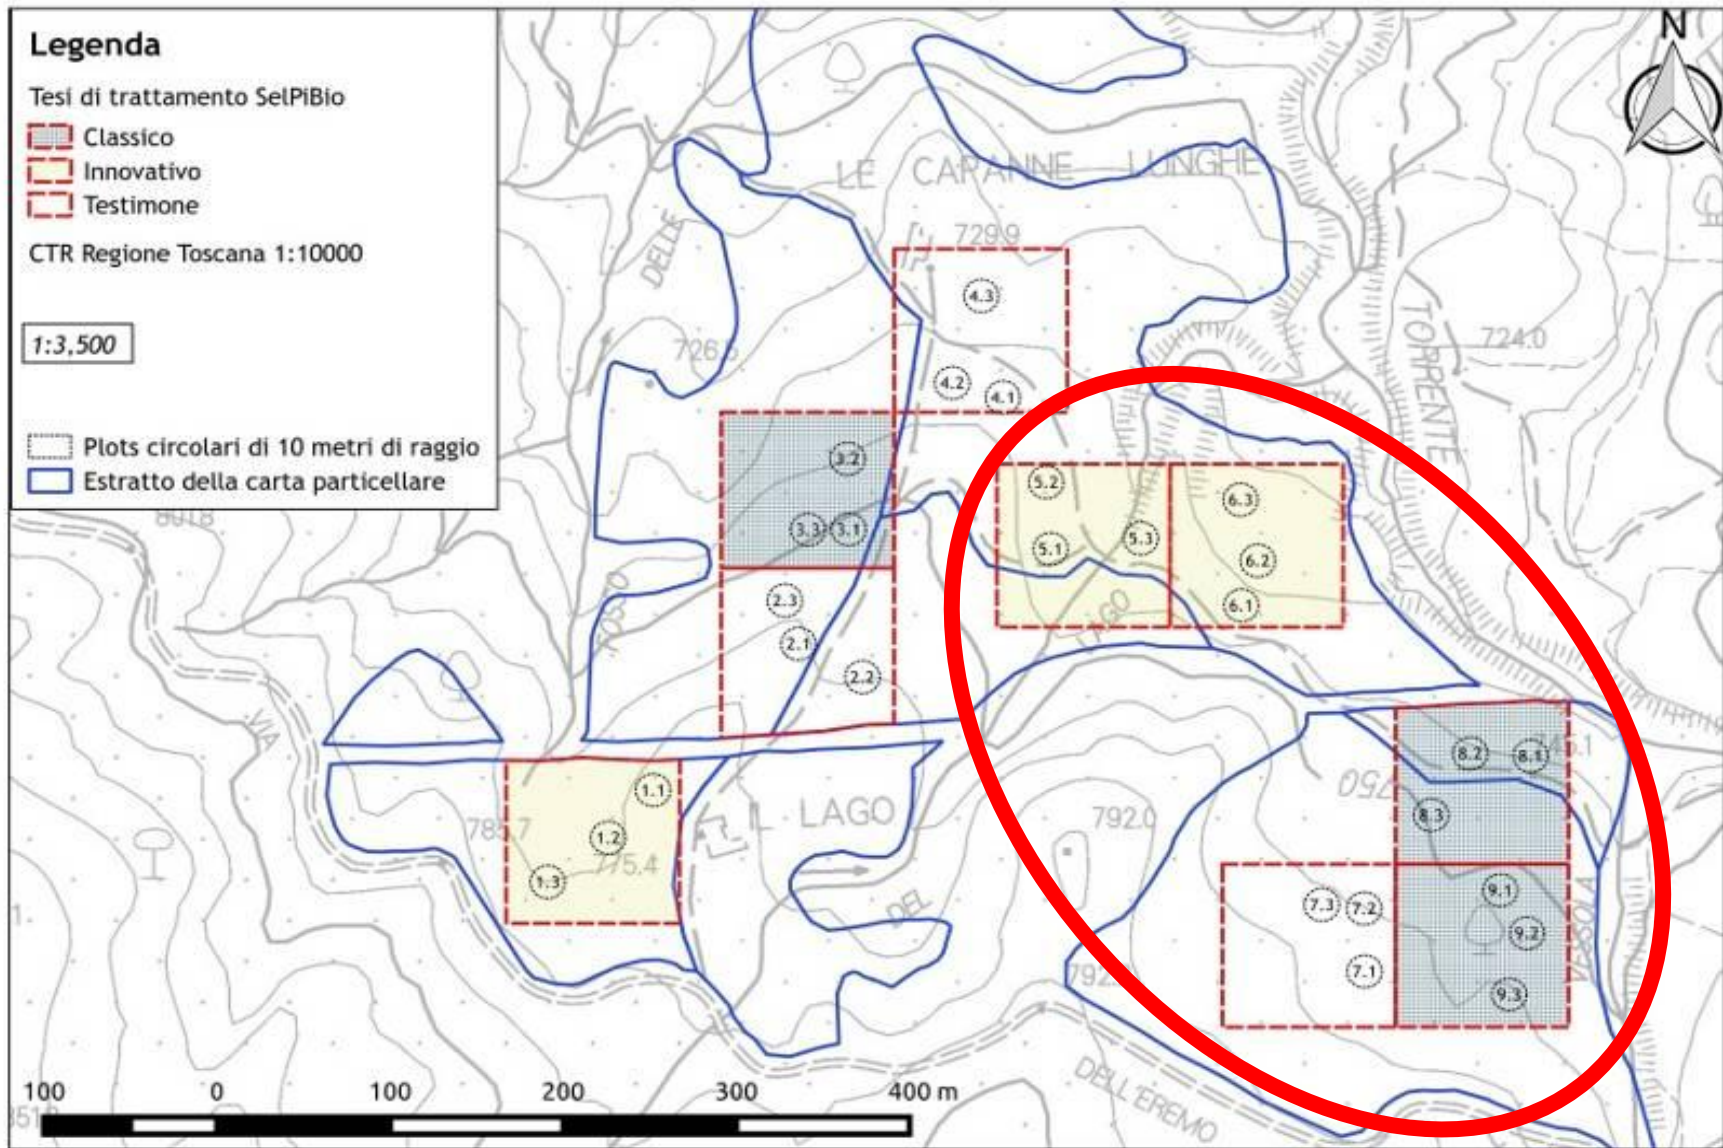 Legenda
Tesi di trattamento SelPiBio
Classico
Innovativo
Testimone
CTR Regione Toscana 1:10000
1:3,500
Plots circolari di 10 metri di raggio
Estratto della carta particellare
N
LE CAPANNE LUNGHE
DELLE
729.9
4.3
TORRENTE
724.0
726.5
4.2
4.1
3.2
5.2
6.3
3.3
3.1
5.1
5.3
6.2
FOSSO
2.3
LAGO
6.1
2.1
2.2
VIA
8.2
8.1
745.1
750
1.1
IL LAGO
792.0
8.3
785.7
1.2
775.4
1.3
DEL
7.3
7.2
9.1
9.2
7.1
9.3
DELL'EREMO
100
0
100
200
300
400 m